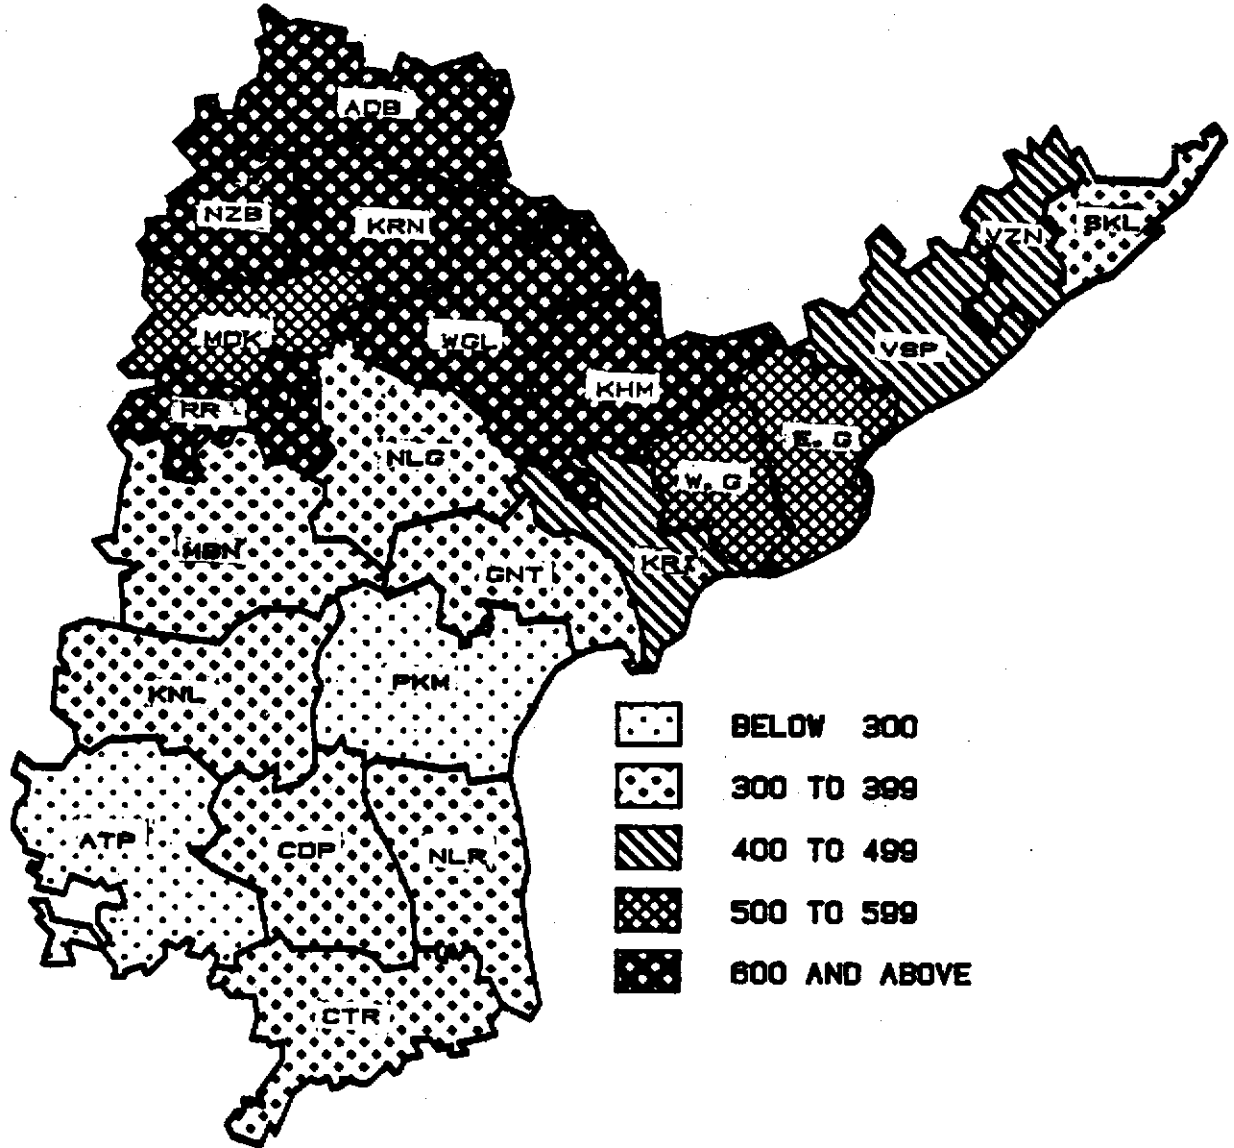 ADB
NZB
KRN
SKL
VZN
MDK
WGL
VSP
KHM
RR
E.G
NLG
W.G
MBN
KRI
GNT
PKM
KNL
BELOW 300
300 TO 399
ATP
CDP
NLR
400 TO 499
500 TO 599
600 AND ABOVE
CTR